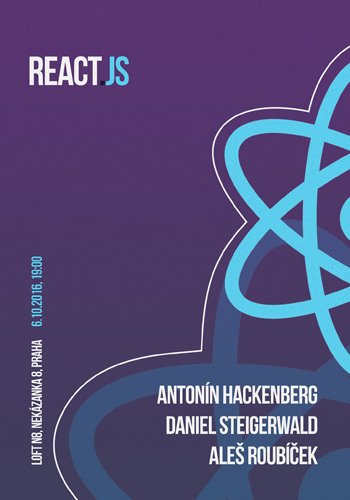 REACT.JS
LOFT N8, NEKÁZANKA 8, PRAHA 6.10.2016, 19:00
ANTONÍN HACKENBERG
DANIEL STEIGERWALD
ALEŠ ROUBÍČEK